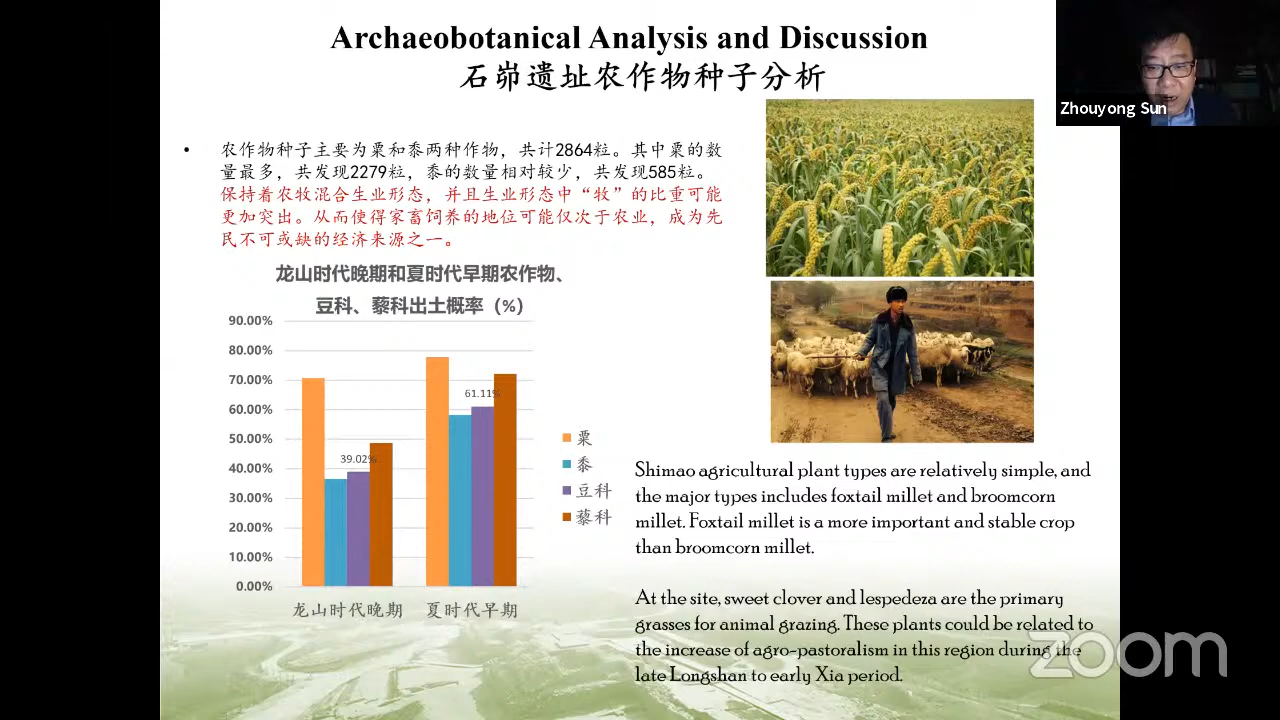 Archaeobotanical Analysis and Discussion
石峁遗址农作物种子分析
Zhouyong Sun
• 农作物种子主要为粟和黍两种作物，共计2864粒。其中粟的数
量最多，共发现2279粒，黍的数量相对较少，共发现585粒。
保持着农牧混合生业形态，并且生业形态中“牧”的比重可能
更加突出。从而使得家畜饲养的地位可能仅次于农业，成为先
民不可或缺的经济来源之一。
龙山时代晚期和夏时代早期农作物、
豆科、藜科出土概率（%）
90.00%
80.00%
70.00%
60.00%
50.00%
40.00%
30.00%
20.00%
10.00%
0.00%
39.02%
61.11%
龙山时代晚期
夏时代早期
粟
黍
豆科
藜科
Shimao agricultural plant types are relatively simple, and
the major types includes foxtail millet and broomcorn
millet. Foxtail millet is a more important and stable crop
than broomcorn millet.
At the site, sweet clover and lespedeza are the primary
grasses for animal grazing. These plants could be related to
the increase of agro-pastoralism in this region during the
late Longshan to early Xia period.
zoom